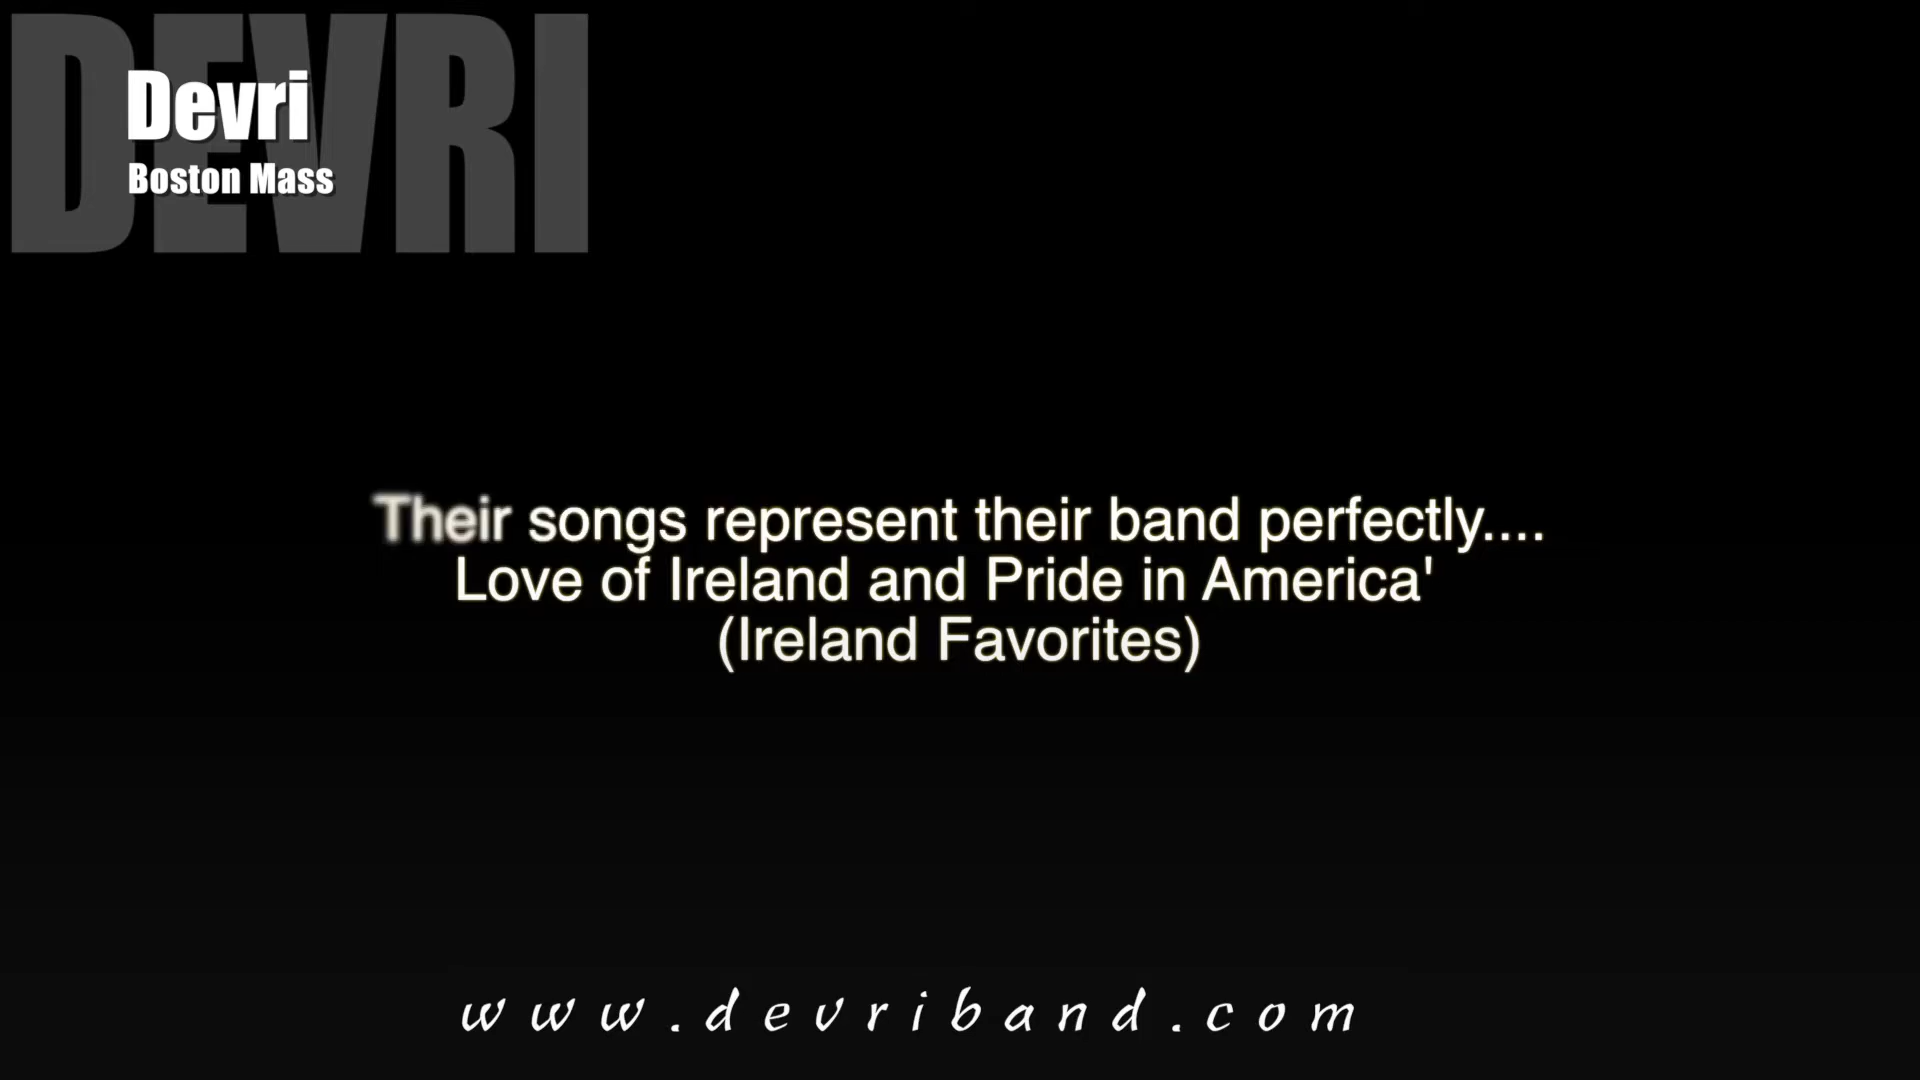 DEVRI
Devri
Boston Mass
Their songs represent their band perfectly....
Love of Ireland and Pride in America'
(Ireland Favorites)
www.devriband.com